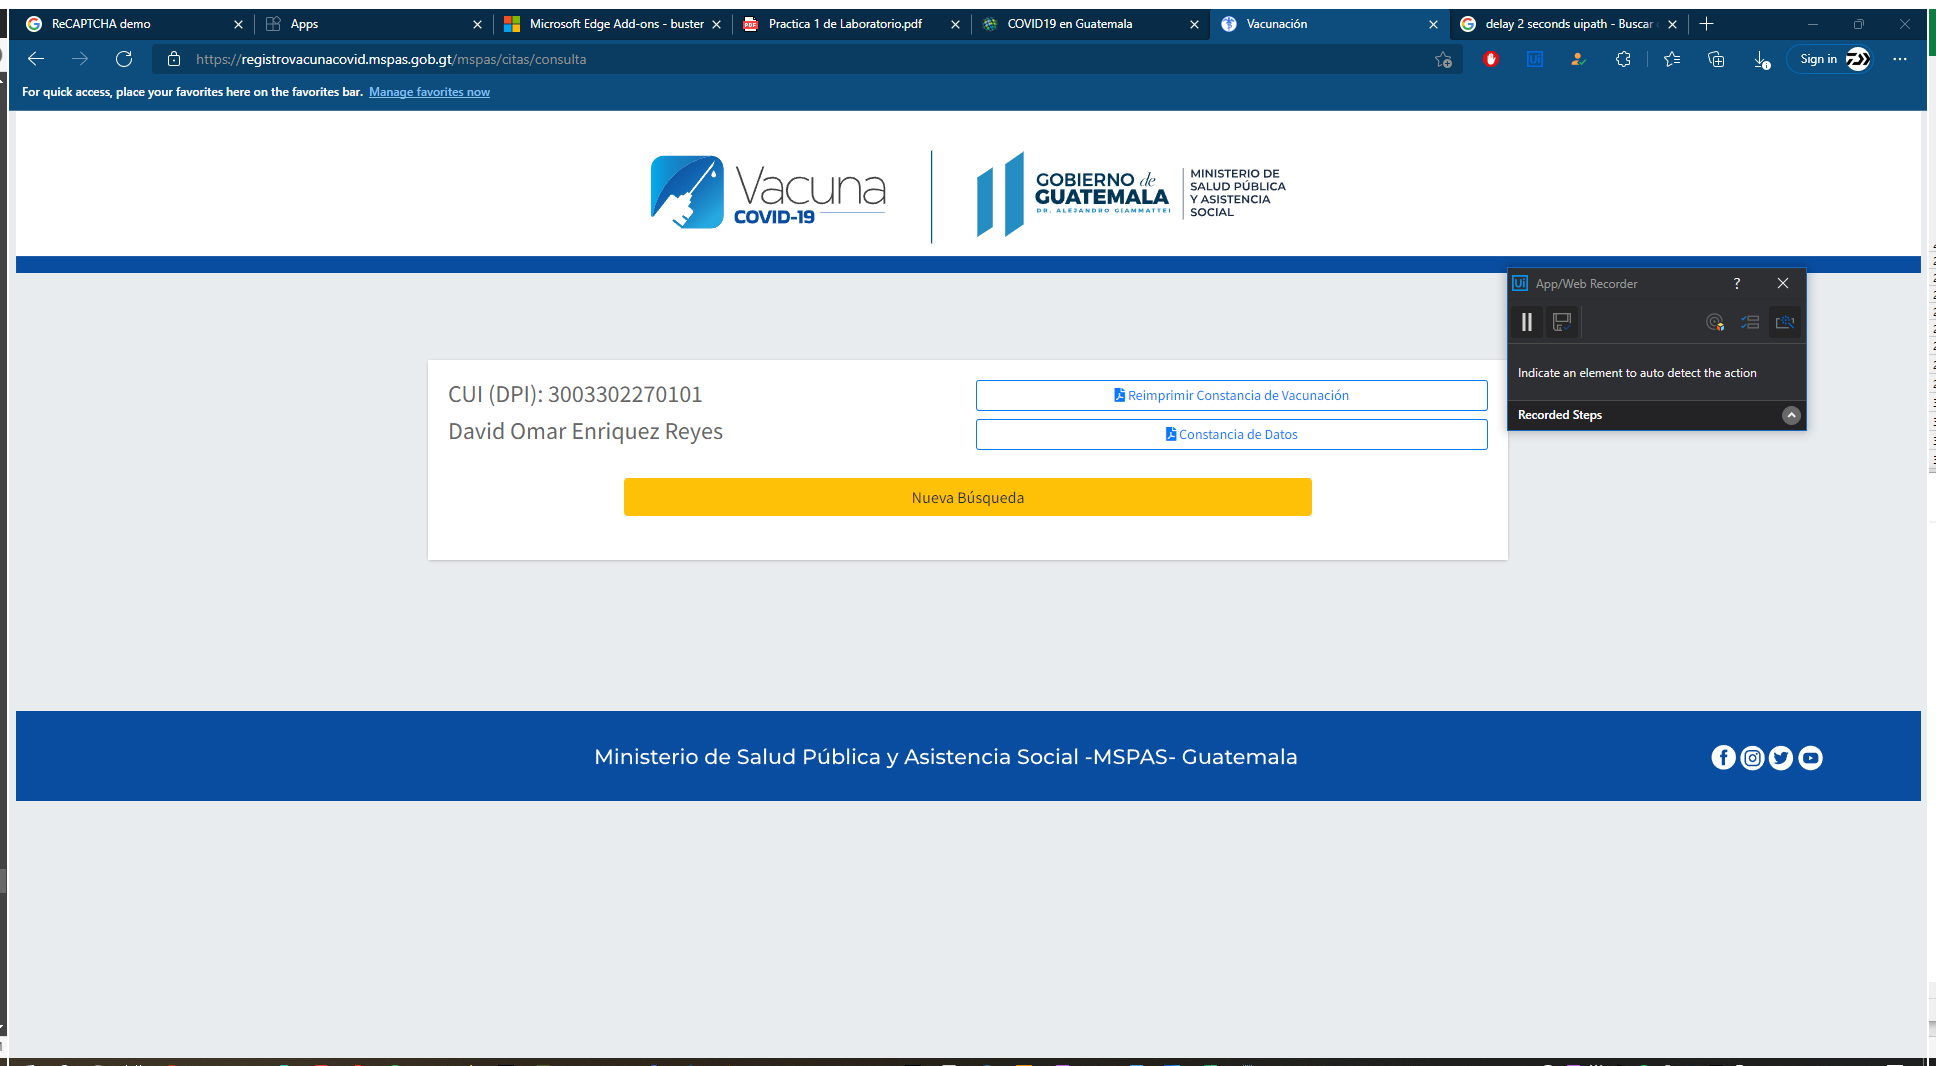 ReCAPTCHA demo
Apps
Microsoft Edge Add-ons - buster
Practica 1 de Laboratorio.pdf
COVID19 en Guatemala
Vacunación
delay 2 seconds uipath - Buscar
https://registrovacunacovid.mspas.gob.gt/mspas/citas/consulta
Sign in
For quick access, place your favorites here on the favorites bar. Manage favorites now
Vacuna
COVID-19
GOBIERNO de
GUATEMALA
DR. ALEJANDRO GIAMMATTEI
MINISTERIO DE
SALUD PÚBLICA
Y ASISTENCIA
SOCIAL
Ui App/Web Recorder ?
Indicate an element to auto detect the action
Recorded Steps
CUI (DPI): 3003302270101
David Omar Enriquez Reyes
Reimprimir Constancia de Vacunación
Constancia de Datos
Nueva Búsqueda
Ministerio de Salud Pública y Asistencia Social -MSPAS- Guatemala